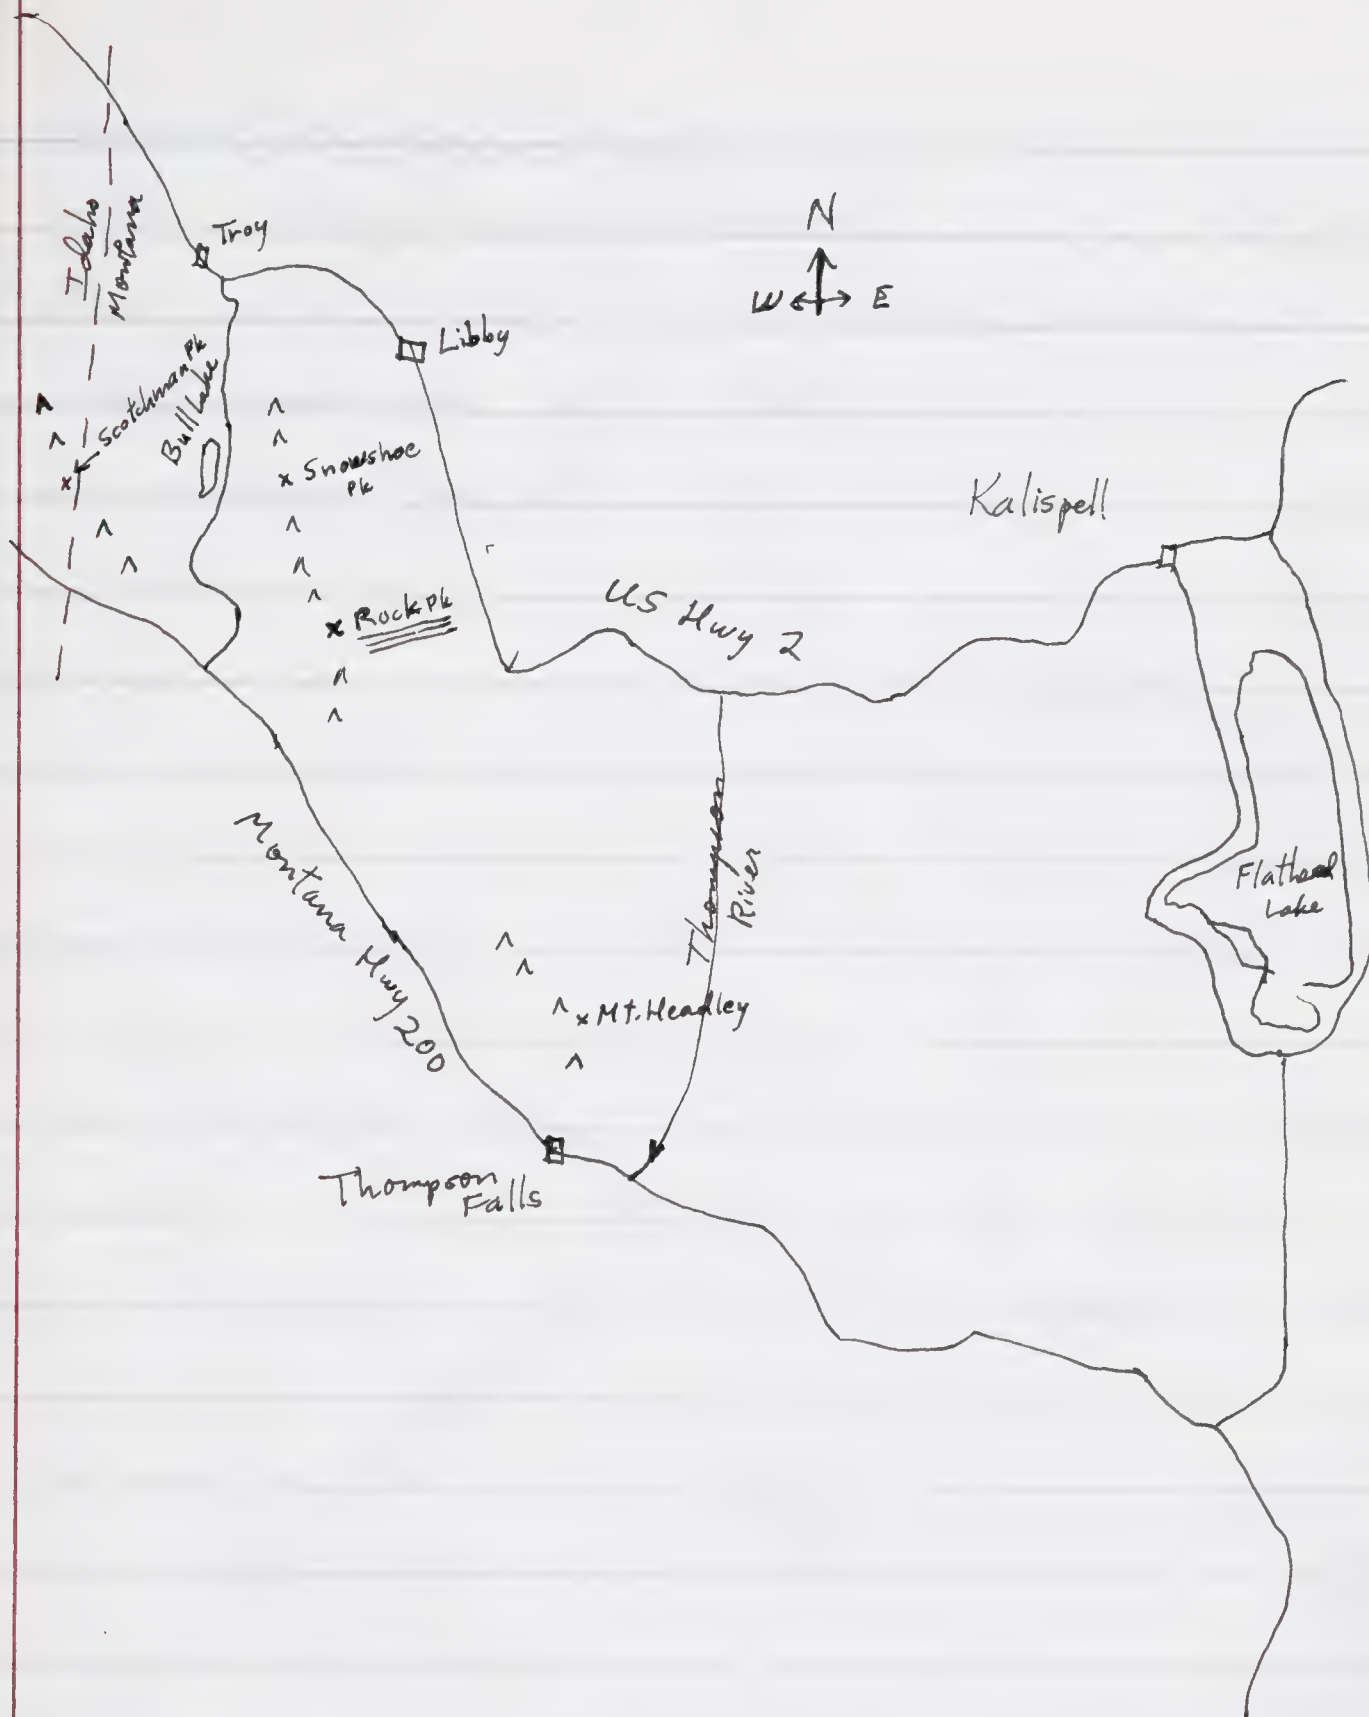 N
W E
Troy
Idaho
Montana
Libby
Scotchman Pk
Bull Lake
Snowshoe
Pk
Kalispell
US Hwy 2
Rock Pk
Montana Hwy 200
Thompson
River
Flathead
Lake
Mt. Headley
Thompson
Falls